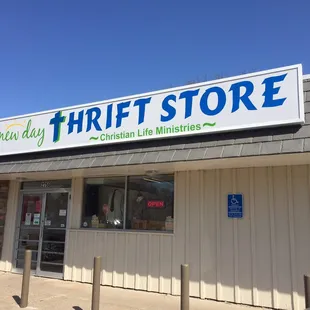 new day THRIFT STORE
~Christian Life Ministries~
OPEN